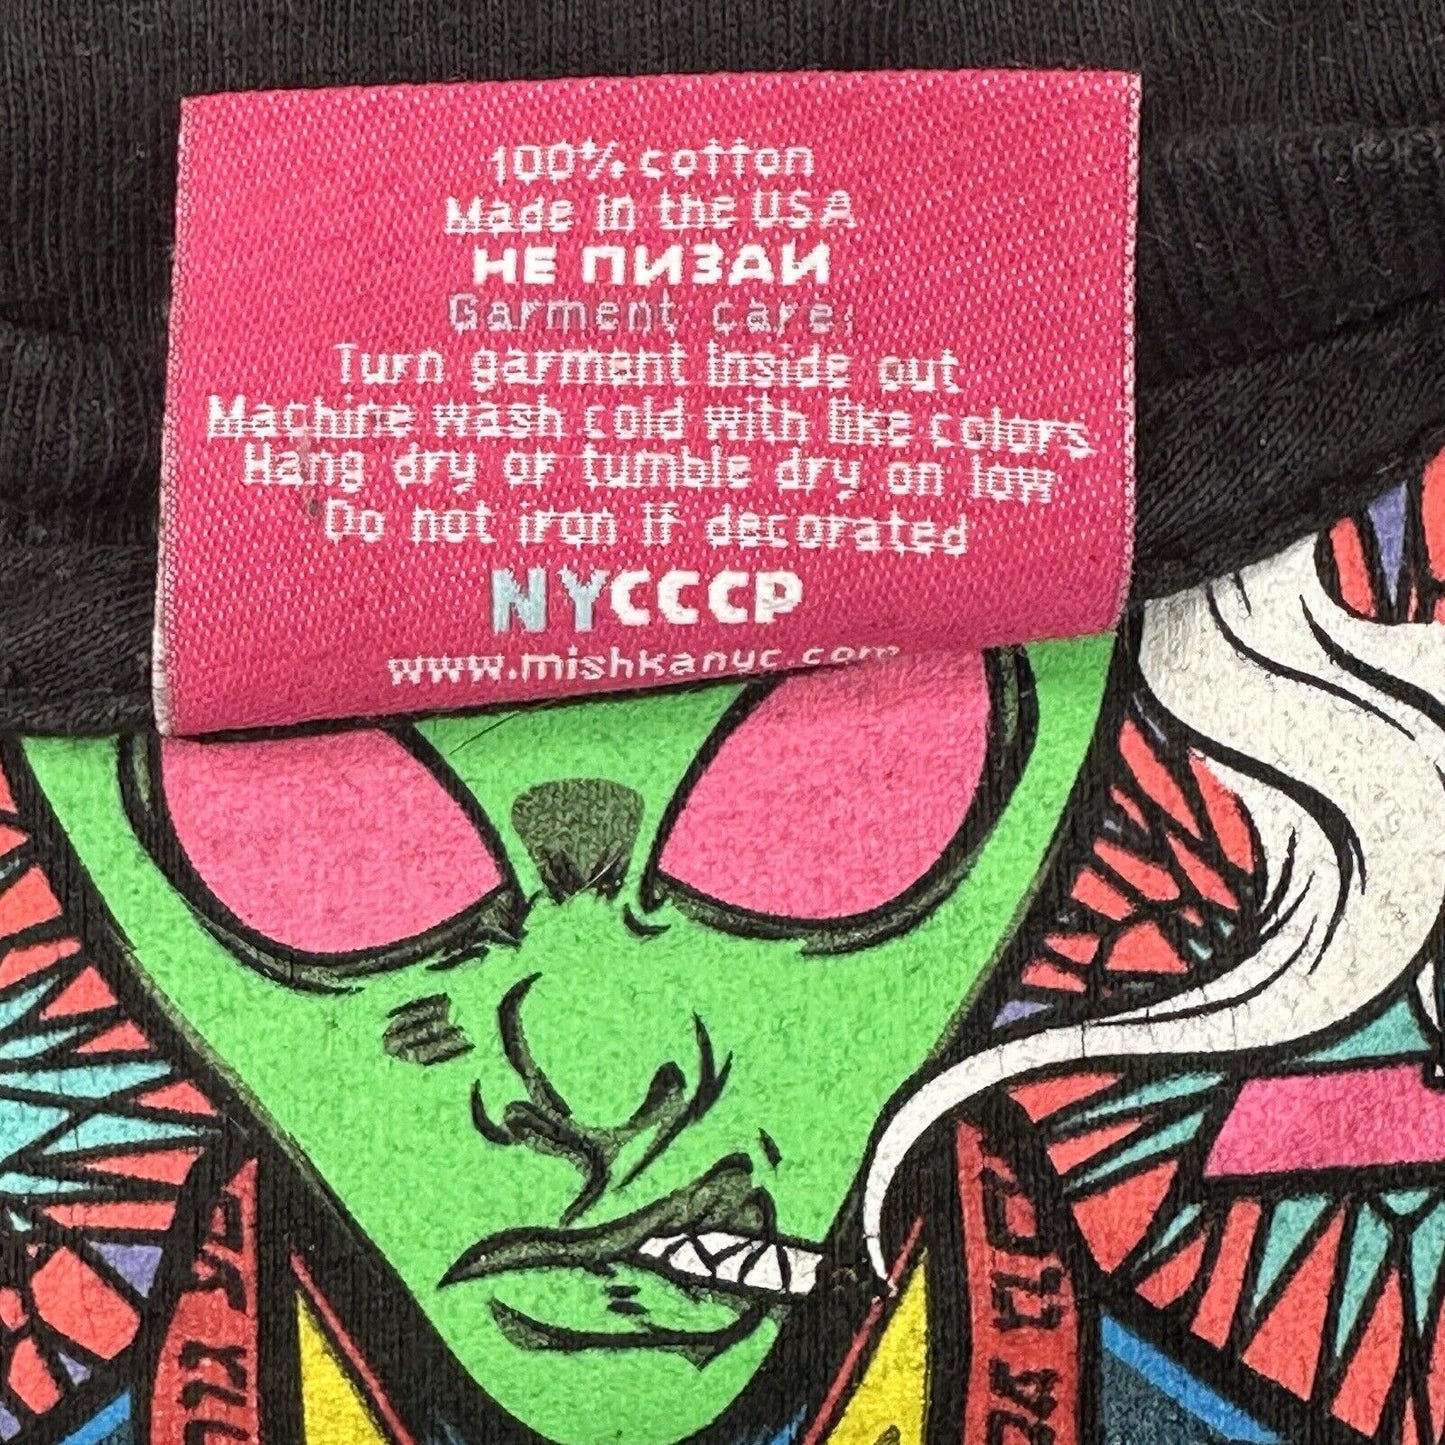 100% cotton
Made in the USA
НЕ ПИЗАЙ
Garment care:
Turn garment inside out
Machine wash cold with like colors
Hang dry or tumble dry on low
Do not iron if decorated
NYCCCP
www.mishkanyc.com